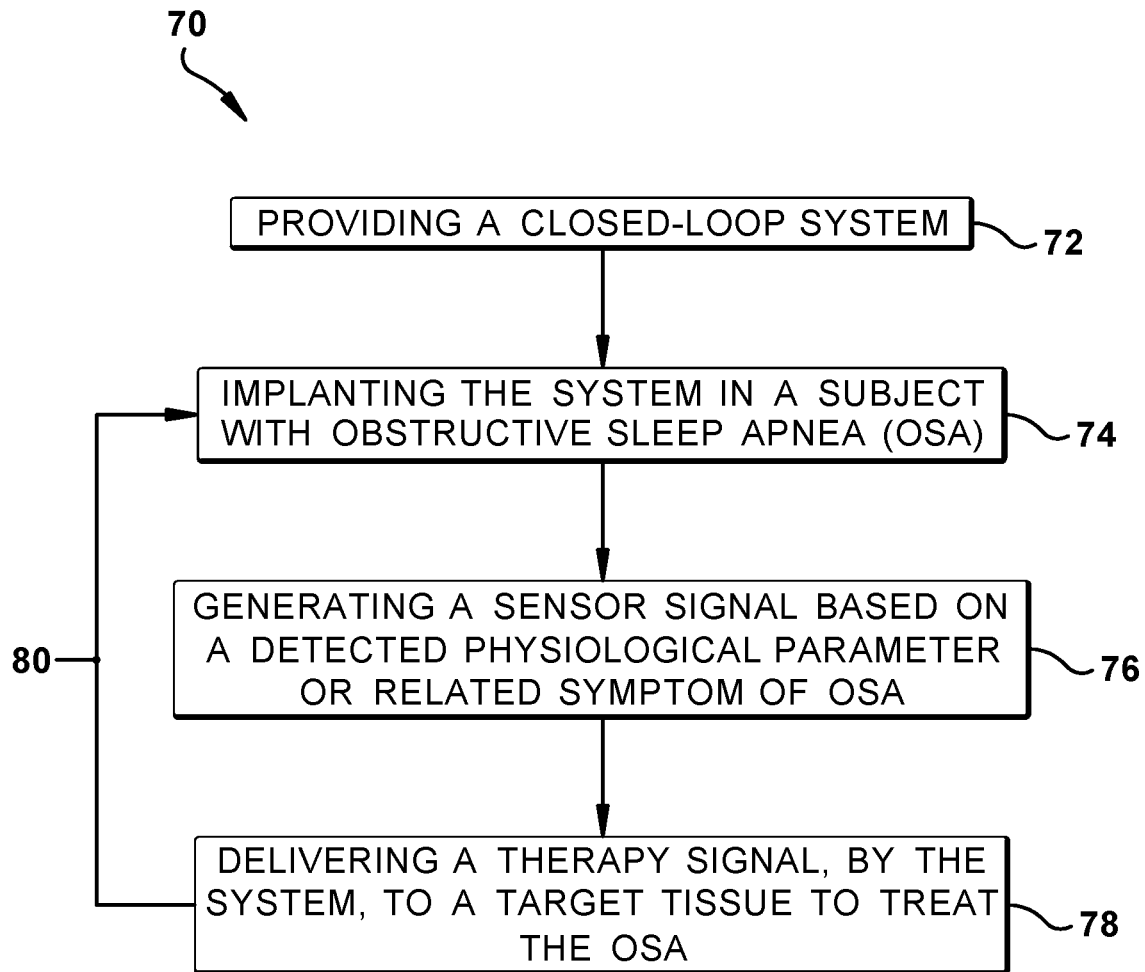 70
PROVIDING A CLOSED-LOOP SYSTEM
72
IMPLANTING THE SYSTEM IN A SUBJECT
WITH OBSTRUCTIVE SLEEP APNEA (OSA)
74
GENERATING A SENSOR SIGNAL BASED ON
A DETECTED PHYSIOLOGICAL PARAMETER
OR RELATED SYMPTOM OF OSA
76
80
DELIVERING A THERAPY SIGNAL, BY THE
SYSTEM, TO A TARGET TISSUE TO TREAT
THE OSA
78